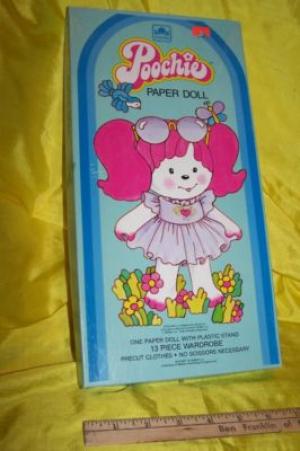 Poochie
PAPER DOLL
ONE PAPER DOLL WITH PLASTIC STAND
13 PIECE WARDROBE
PRECUT CLOTHES • NO SCISSORS NECESSARY
Ben Franklin of